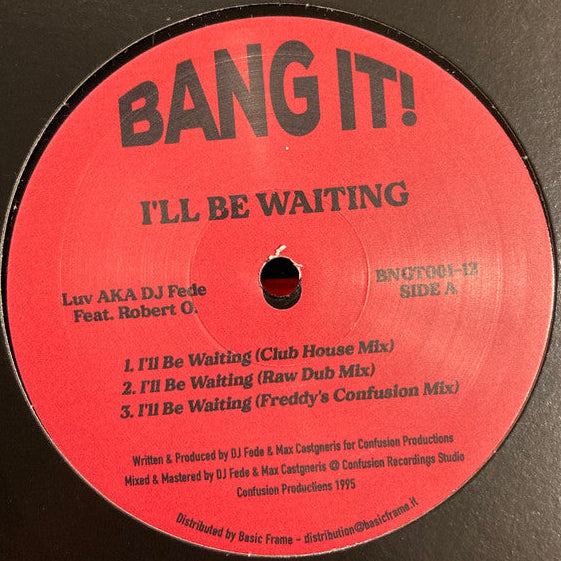 BANG IT!
I'LL BE WAITING
Luv AKA DJ Fede
Feat. Robert O.
BNGT001-12
SIDE A
1. I'll Be Waiting (Club House Mix)
2. I'll Be Waiting (Raw Dub Mix)
3. I'll Be Waiting (Freddy's Confusion Mix)
Written & Produced by DJ Fede & Max Castgneris for Confusion Productions
Mixed & Mastered by DJ Fede & Max Castgneris @ Confusion Recordings Studio
Confusion Productions 1995
Distributed by Basic Frame - distribution@basicframe.it